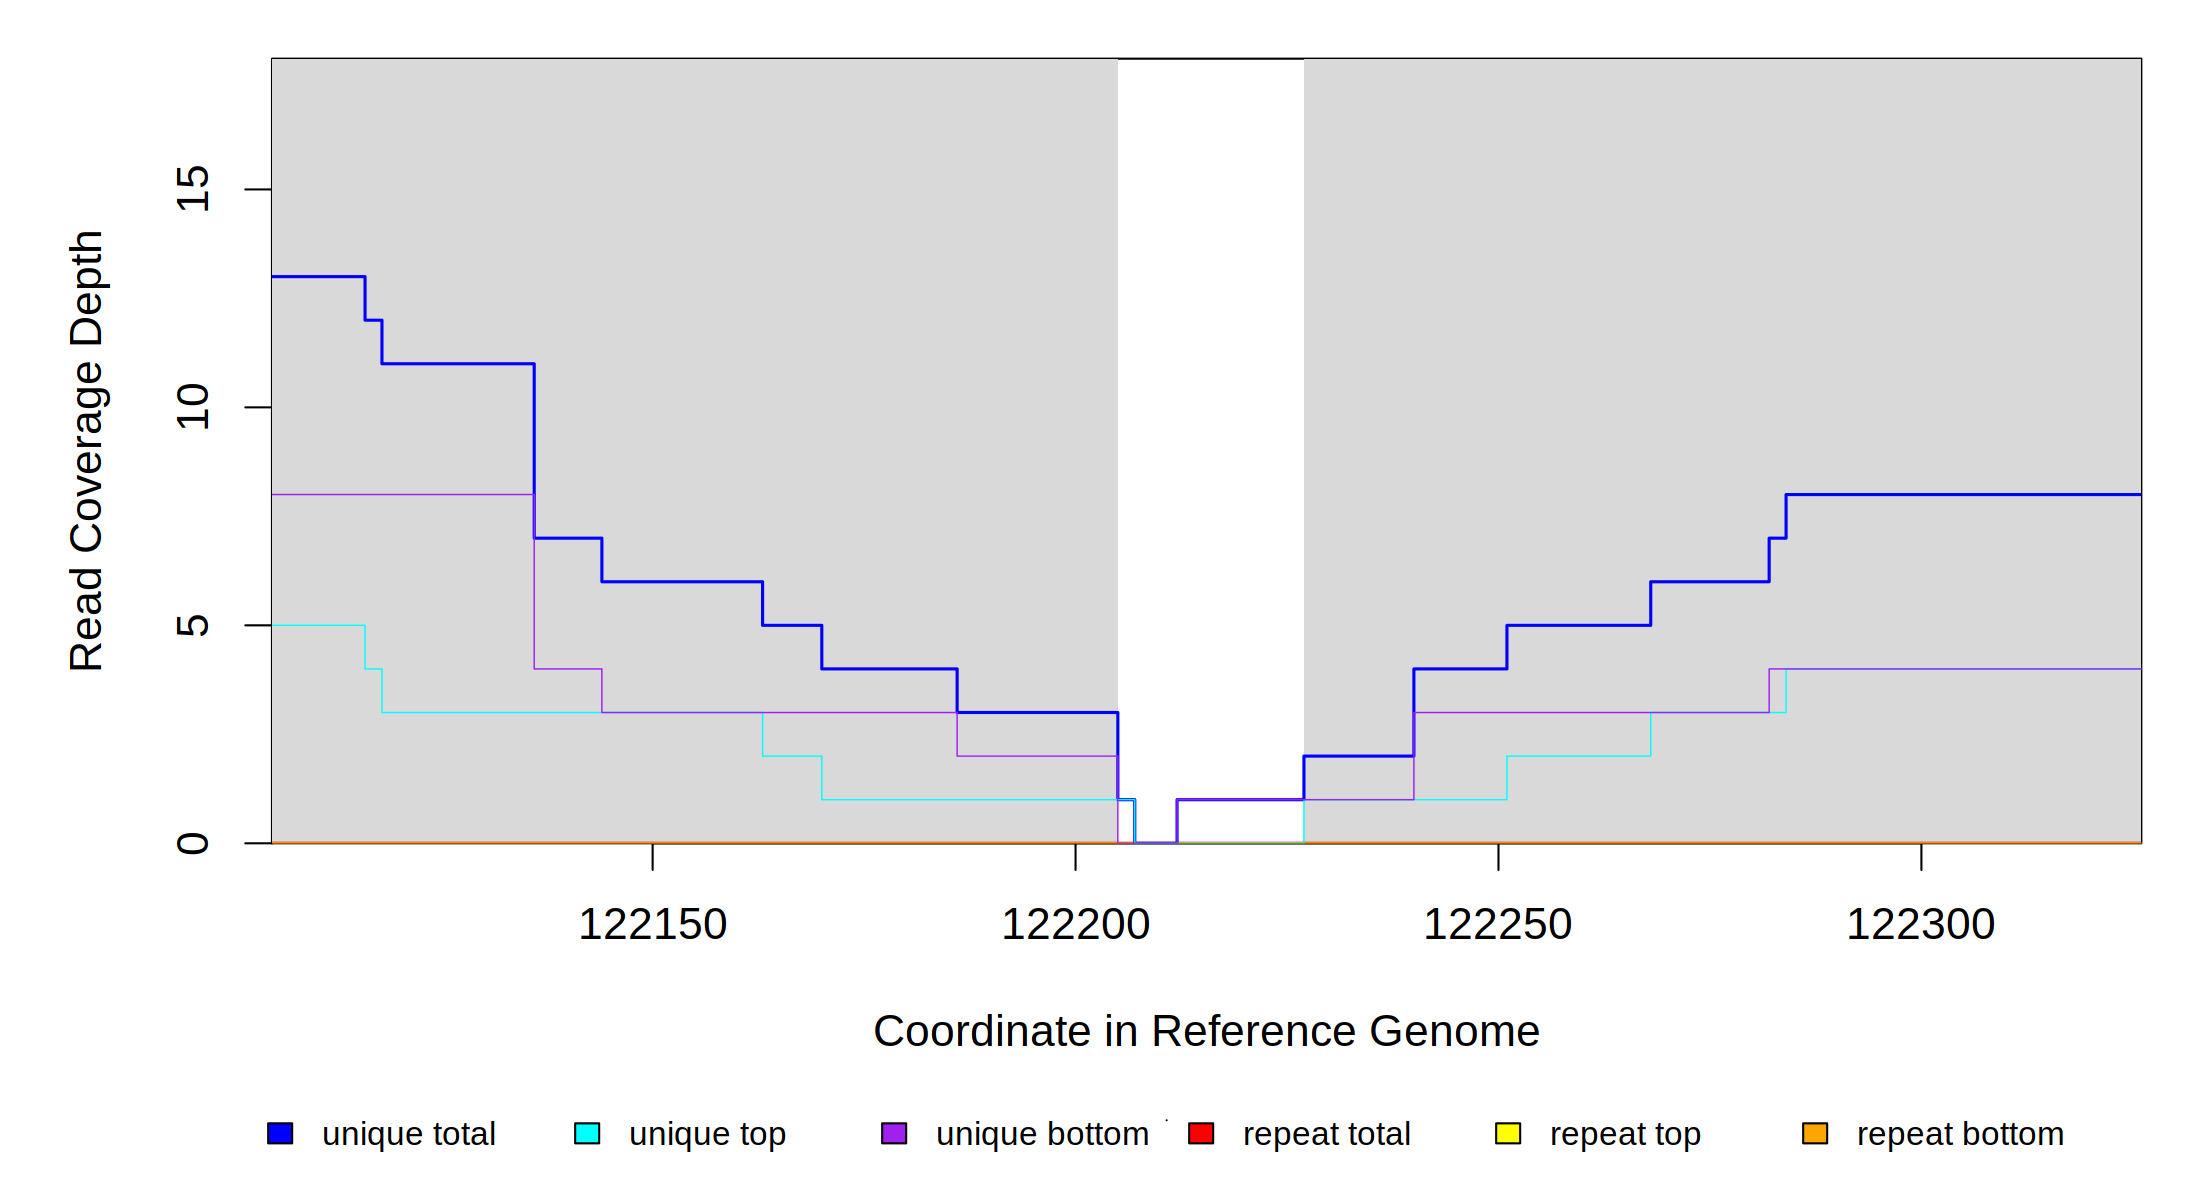 Read Coverage Depth
15
10
5
0
122150 122200 122250 122300
Coordinate in Reference Genome
unique total unique top unique bottom repeat total repeat top repeat bottom